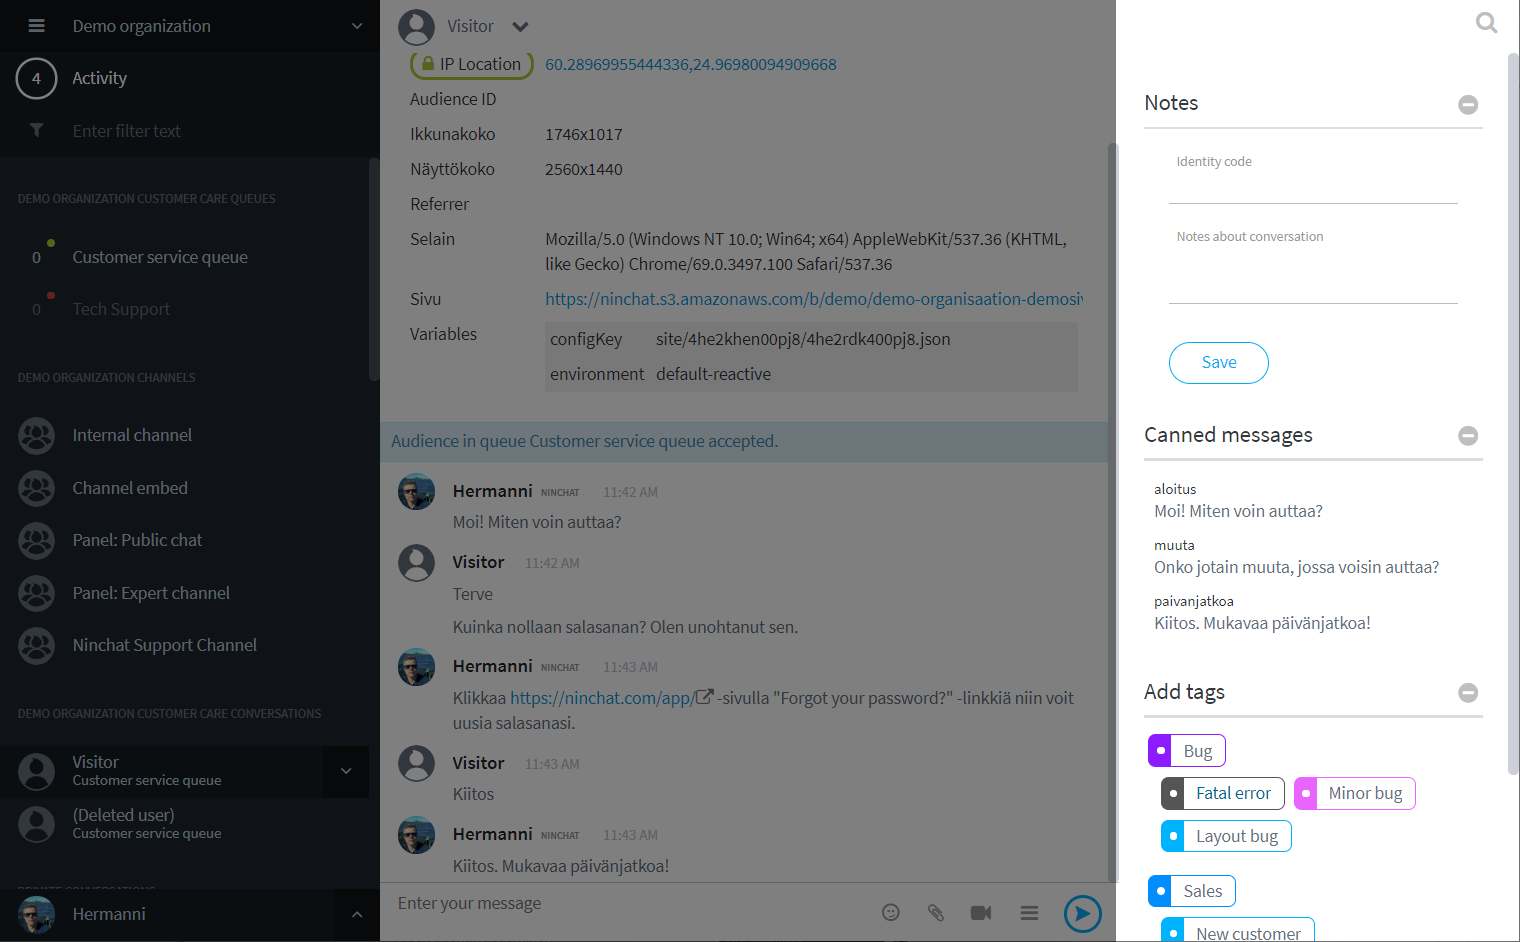 Demo organization
4 Activity
Enter filter text
DEMO ORGANIZATION CUSTOMER CARE QUEUES
0 Customer service queue
0 Tech Support
DEMO ORGANIZATION CHANNELS
Internal channel
Channel embed
Panel: Public chat
Panel: Expert channel
Ninchat Support Channel
DEMO ORGANIZATION CUSTOMER CARE CONVERSATIONS
Visitor
Customer service queue
(Deleted user)
Customer service queue
PRIVATE CONVERSATIONS
Hermanni
Visitor
IP Location 60.28969955444336,24.96980094909668
Audience ID
Ikkunakoko 1746x1017
Näyttökoko 2560x1440
Referrer
Selain Mozilla/5.0 (Windows NT 10.0; Win64; x64) AppleWebKit/537.36 (KHTML,
like Gecko) Chrome/69.0.3497.100 Safari/537.36
Sivu https://ninchat.s3.amazonaws.com/b/demo/demo-organisaation-demosiv
Variables configKey site/4he2khen00pj8/4he2rdk400pj8.json
environment default-reactive
Audience in queue Customer service queue accepted.
Hermanni NINCHAT 11:42 AM
Moi! Miten voin auttaa?
Visitor 11:42 AM
Terve
Kuinka nollaan salasanan? Olen unohtanut sen.
Hermanni NINCHAT 11:43 AM
Klikkaa https://ninchat.com/app/ -sivulla "Forgot your password?" -linkkiä niin voit
uusia salasanasi.
Visitor 11:43 AM
Kiitos
Hermanni NINCHAT 11:43 AM
Kiitos. Mukavaa päivänjatkoa!
Enter your message
Notes
Identity code
Notes about conversation
Save
Canned messages
aloitus
Moi! Miten voin auttaa?
muuta
Onko jotain muuta, jossa voisin auttaa?
paivanjatkoa
Kiitos. Mukavaa päivänjatkoa!
Add tags
Bug
Fatal error Minor bug
Layout bug
Sales
New customer